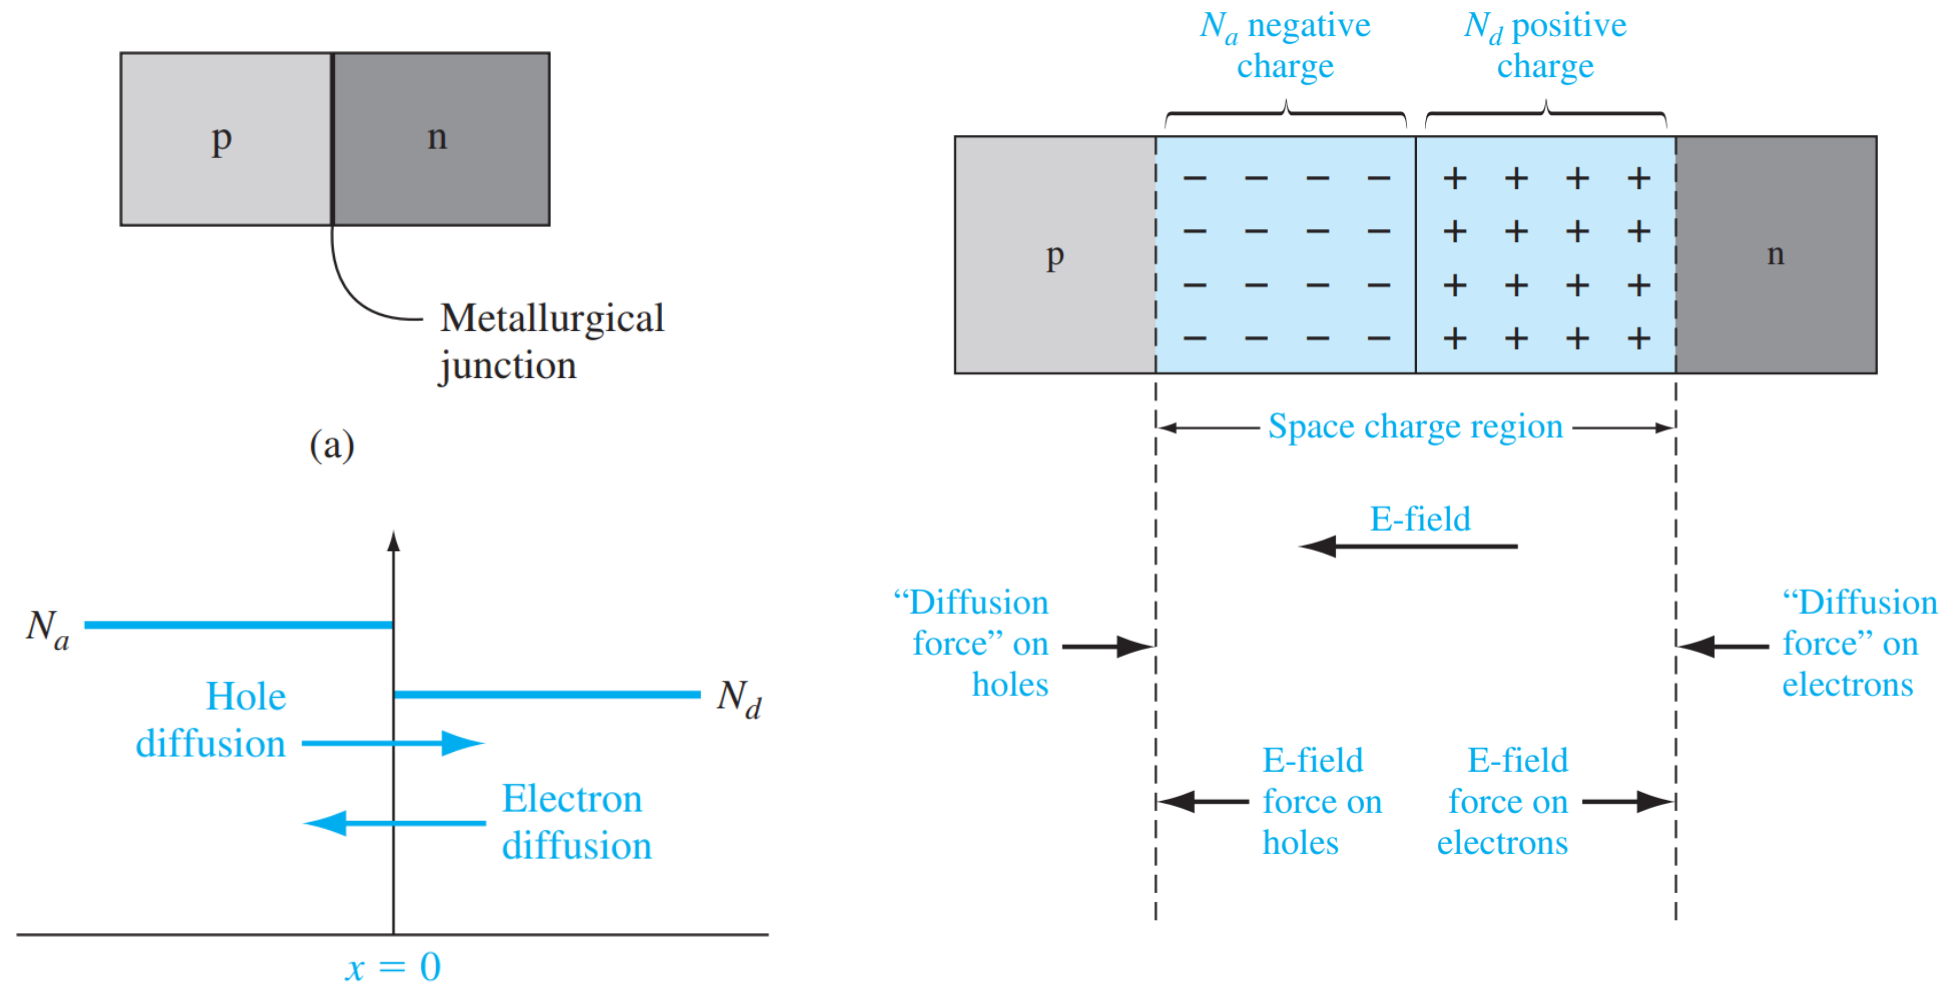 p
n
Metallurgical
junction
(a)
Na
Hole
diffusion
Nd
Electron
diffusion
x = 0
Na negative
charge
Nd positive
charge
p
− − − − + + + +
− − − − + + + +
− − − − + + + +
− − − − + + + +
n
Space charge region
E-field
“Diffusion
force” on
holes
“Diffusion
force” on
electrons
E-field
force on
holes
E-field
force on
electrons